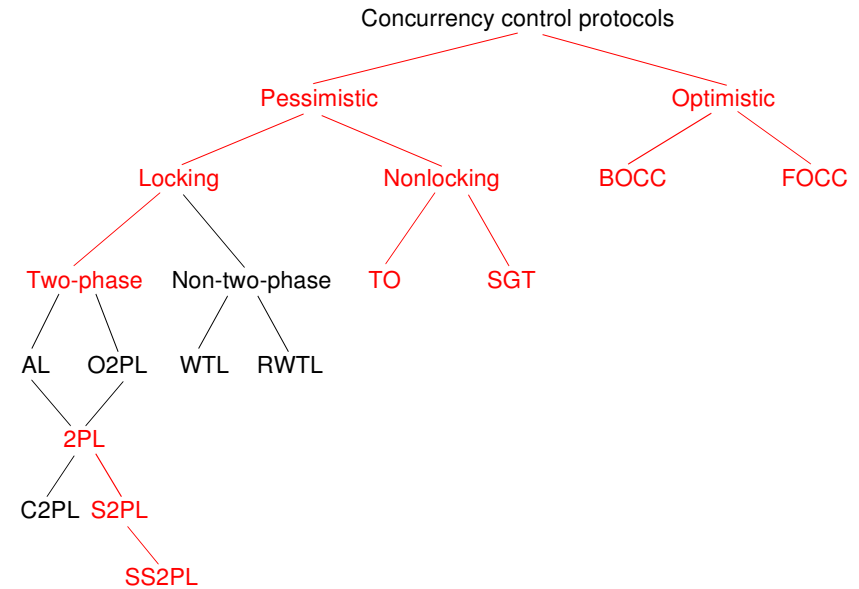 Concurrency control protocols
Pessimistic Optimistic
Locking Nonlocking BOCC FOCC
Two-phase Non-two-phase TO SGT
AL O2PL WTL RWTL
2PL
C2PL S2PL
SS2PL